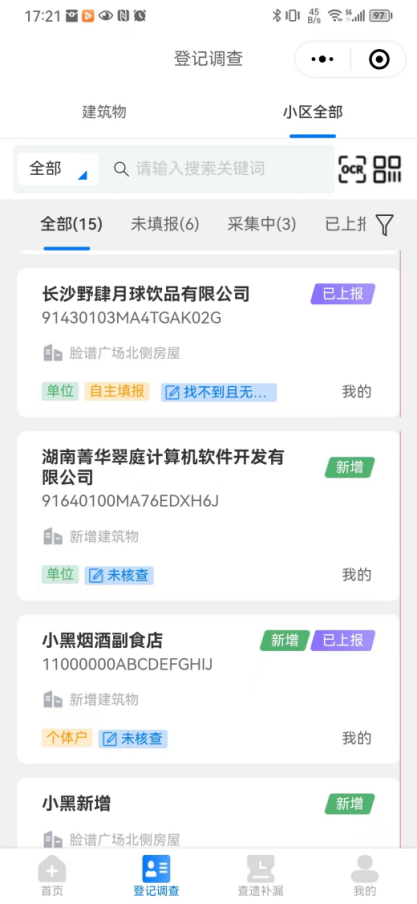 17:21
45 B/s
5G
97
登记调查
建筑物 小区全部
全部 请输入搜索关键词 OCR
全部(15) 未填报(6) 采集中(3) 已上报
长沙野肆月球饮品有限公司 已上报
91430103MA4TGAK02G
脸谱广场北侧房屋
单位 自主填报 找不到且无... 我的
湖南菁华翠庭计算机软件开发有 新增
限公司
91640100MA76EDXH6J
新增建筑物
单位 未核查 我的
小黑烟酒副食店 新增 已上报
11000000ABCDEFGHIJ
新增建筑物
个体户 未核查 我的
小黑新增 新增
脸谱广场北侧房屋
首页 登记调查 查遗补漏 我的